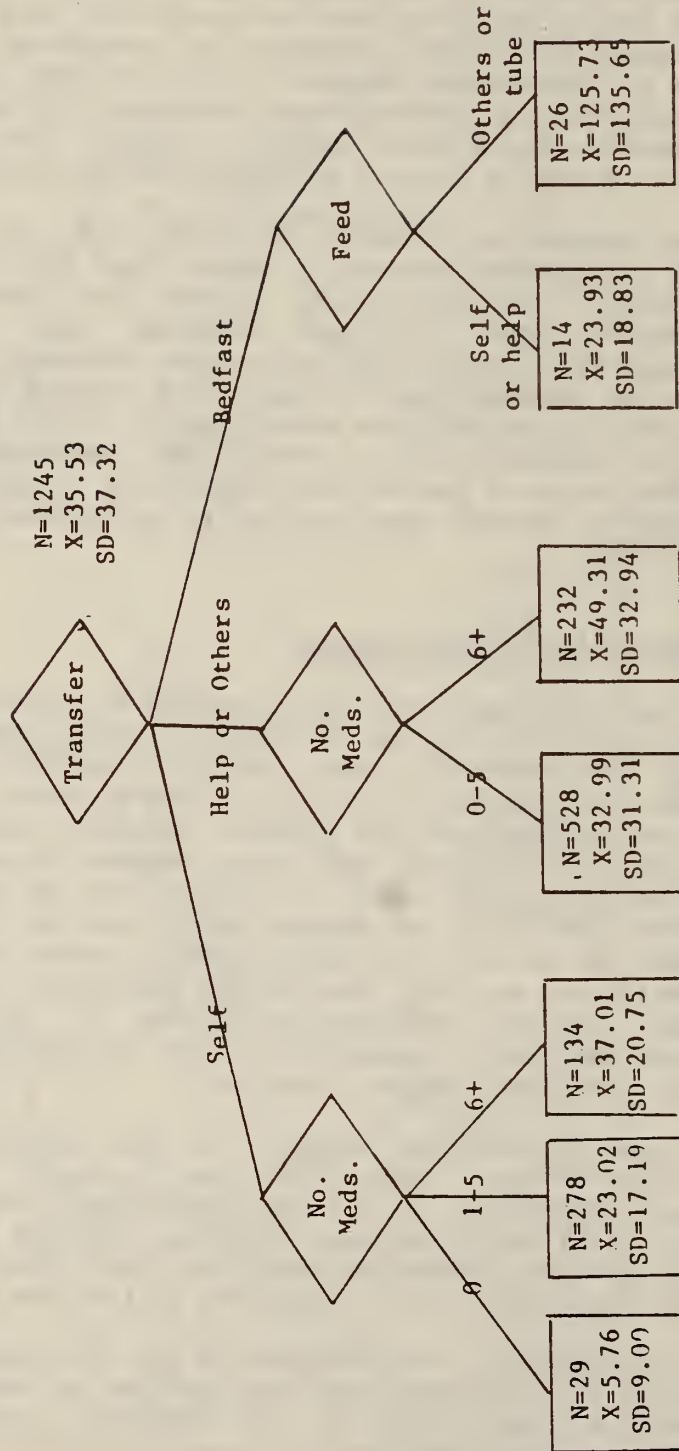 Transfer
N=1245
X=35.53
SD=37.32
Self
Help or Others
Bedfast
No.
Meds.
No.
Meds.
Feed
0
1-5
6+
0-5
6+
Self
or help
Others or
tube
N=29
X=5.76
SD=9.09
N=278
X=23.02
SD=17.19
N=134
X=37.01
SD=20.75
N=528
X=32.99
SD=31.31
N=232
X=49.31
SD=32.94
N=14
X=23.93
SD=18.83
N=26
X=125.73
SD=135.65